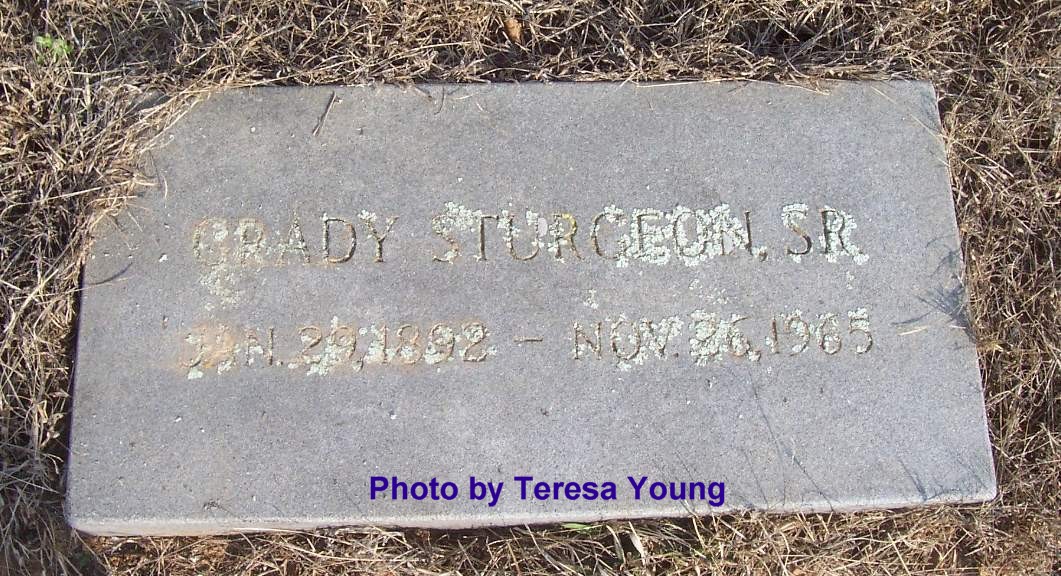 GRADY STURGEON, SR.
JAN. 29, 1892 - NOV. 26, 1965
Photo by Teresa Young